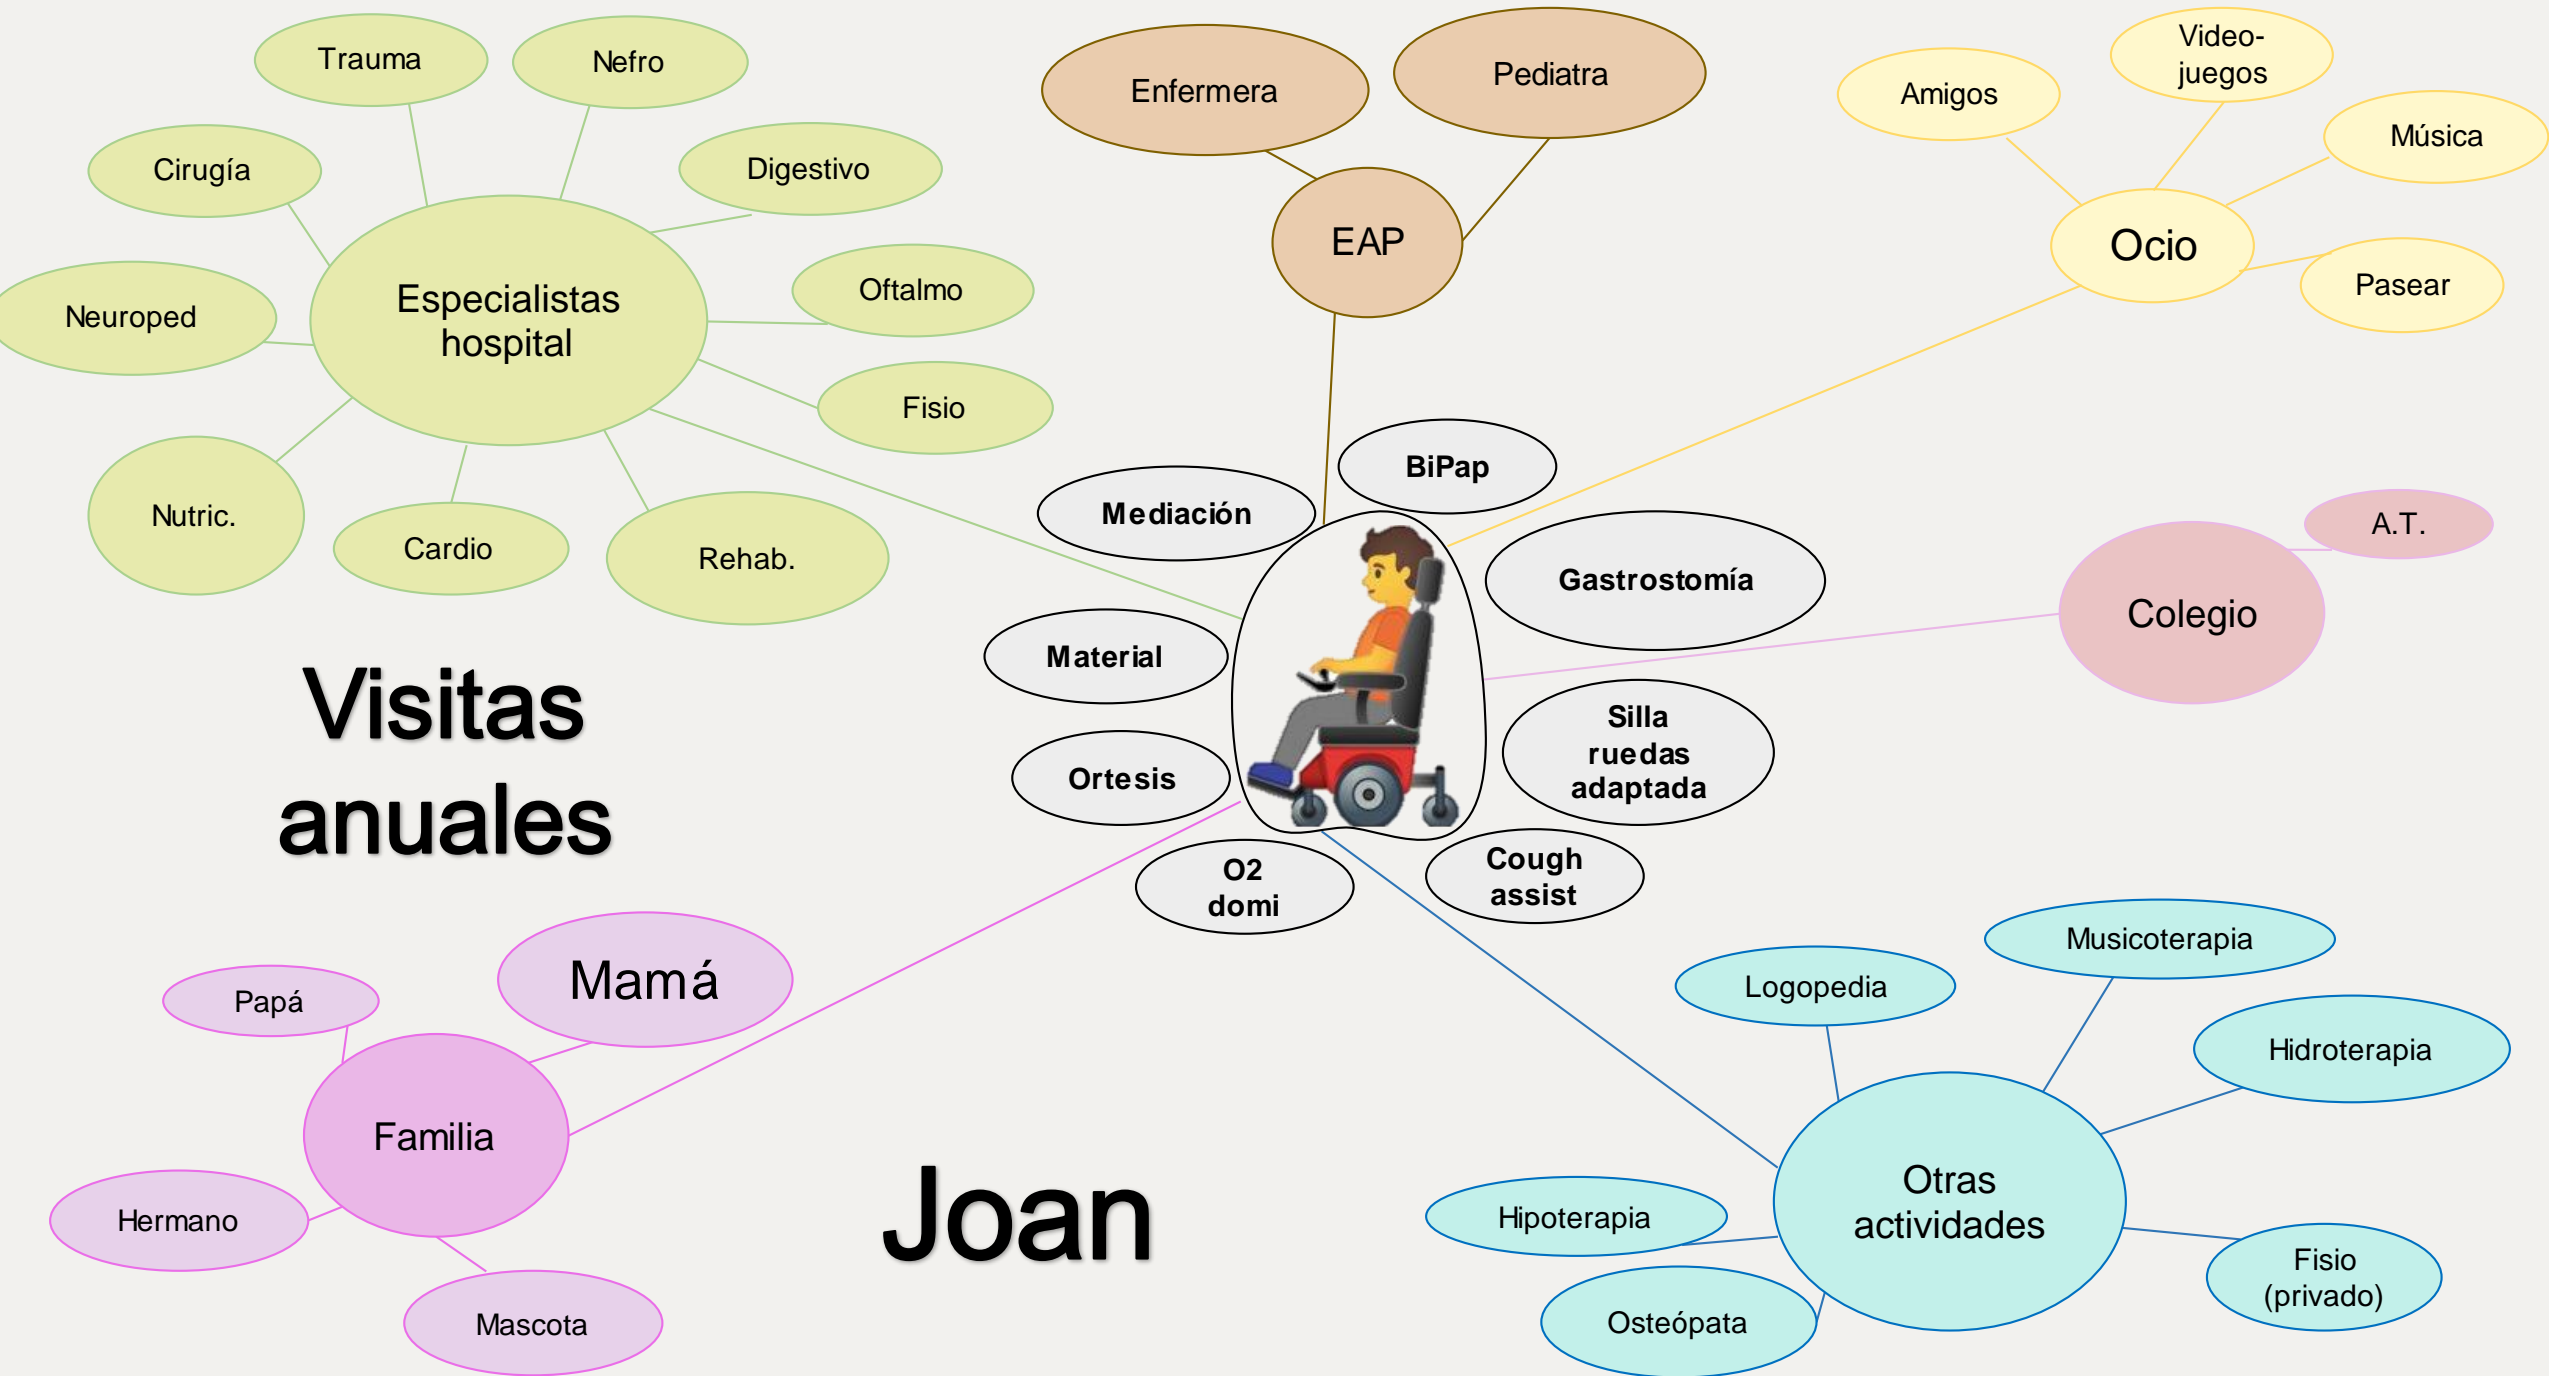 Trauma
Nefro
Cirugía
Digestivo
Neuroped
Especialistas
hospital
Oftalmo
Fisio
Nutric.
Cardio
Rehab.
Enfermera
Pediatra
EAP
Video-
juegos
Amigos
Música
Ocio
Pasear
BiPap
Mediación
Gastrostomía
Material
Silla
ruedas
adaptada
Ortesis
O2
domi
Cough
assist
A.T.
Colegio
Visitas
anuales
Mamá
Papá
Familia
Hermano
Mascota
Joan
Musicoterapia
Logopedia
Hidroterapia
Otras
actividades
Hipoterapia
Fisio
(privado)
Osteópata